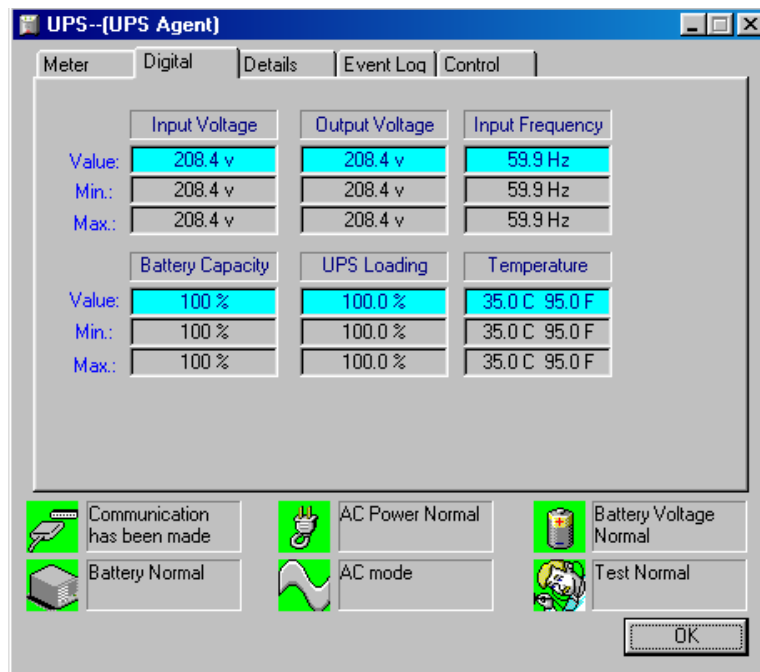 UPS--(UPS Agent)
Meter Digital Details Event Log Control
Input Voltage Output Voltage Input Frequency
Value: 208.4 v 208.4 v 59.9 Hz
Min.: 208.4 v 208.4 v 59.9 Hz
Max.: 208.4 v 208.4 v 59.9 Hz
Battery Capacity UPS Loading Temperature
Value: 100 % 100.0 % 35.0 C 95.0 F
Min.: 100 % 100.0 % 35.0 C 95.0 F
Max.: 100 % 100.0 % 35.0 C 95.0 F
Communication has been made
AC Power Normal
Battery Voltage Normal
Battery Normal
AC mode
Test Normal
OK